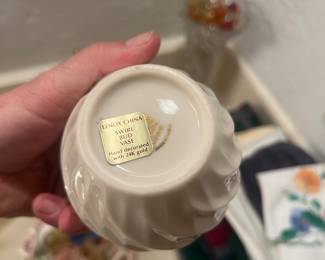 LENOX CHINA
SWIRL
BUD
VASE
Hand decorated
with 24K gold